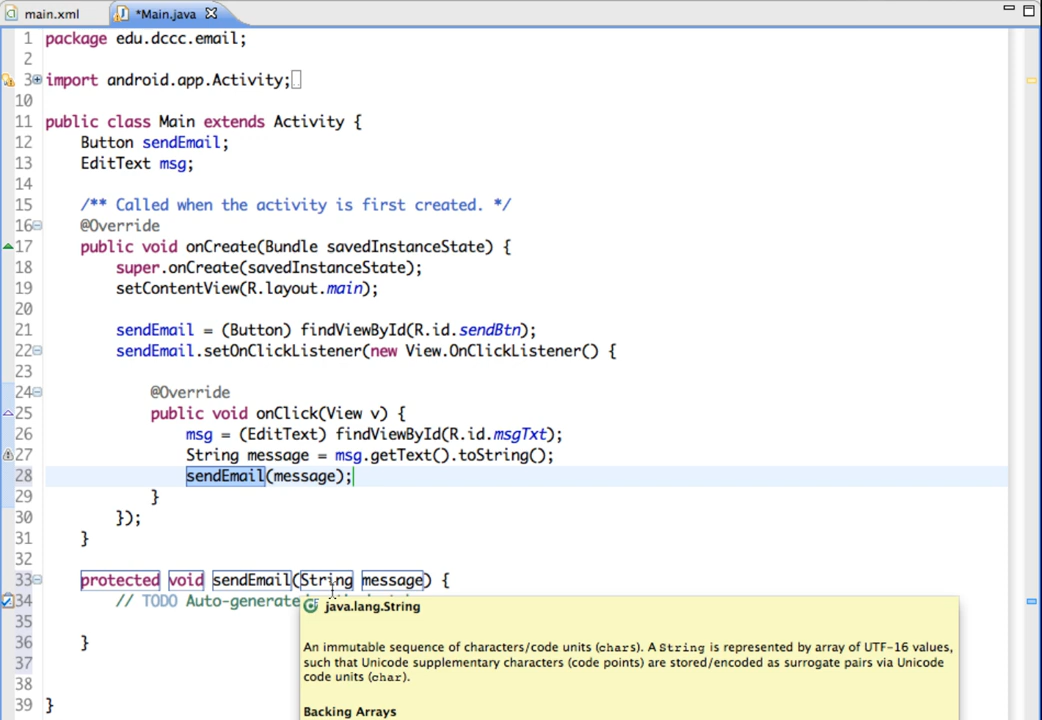 main.xml *Main.java
1 package edu.dccc.email;
2
3 import android.app.Activity;
10
11 public class Main extends Activity {
12 Button sendEmail;
13 EditText msg;
14
15 /** Called when the activity is first created. */
16 @Override
17 public void onCreate(Bundle savedInstanceState) {
18 super.onCreate(savedInstanceState);
19 setContentView(R.layout.main);
20
21 sendEmail = (Button) findViewById(R.id.sendBtn);
22 sendEmail.setOnClickListener(new View.OnClickListener() {
23
24 @Override
25 public void onClick(View v) {
26 msg = (EditText) findViewById(R.id.msgTxt);
27 String message = msg.getText().toString();
28 sendEmail(message);
29 }
30 });
31 }
32
33 protected void sendEmail(String message) {
34 // TODO Auto-generate
java.lang.String
35
An immutable sequence of characters/code units (chars). A String is represented by array of UTF-16 values,
36 }
such that Unicode supplementary characters (code points) are stored/encoded as surrogate pairs via Unicode
37
code units (char).
38
39 }
Backing Arrays